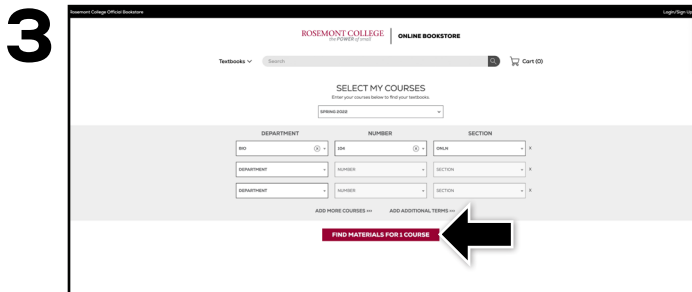 3
Rosemont College Official Bookstore
Login/Sign Up
ROSEMONT COLLEGE
the POWER of small
ONLINE BOOKSTORE
Textbooks
Search
Cart (0)
SELECT MY COURSES
Enter your courses below to find your textbooks.
SPRING 2022
DEPARTMENT NUMBER SECTION
BIO 104 ONLN X
DEPARTMENT NUMBER SECTION X
DEPARTMENT NUMBER SECTION X
ADD MORE COURSES ADD ADDITIONAL TERMS
FIND MATERIALS FOR 1 COURSE